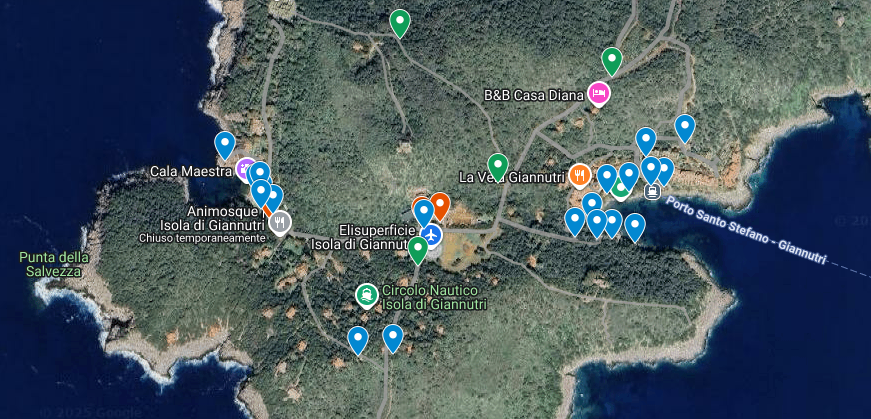 B&B Casa Diana
Cala Maestra
La Vela Giannutri
Animosque
Isola di Giannutri
Chiuso temporaneamente
Elisuperficie
Isola di Giannut
Porto Santo Stefano - Giannutri
Punta della
Salvezza
Circolo Nautico
Isola di Giannutri
© 2025 Google